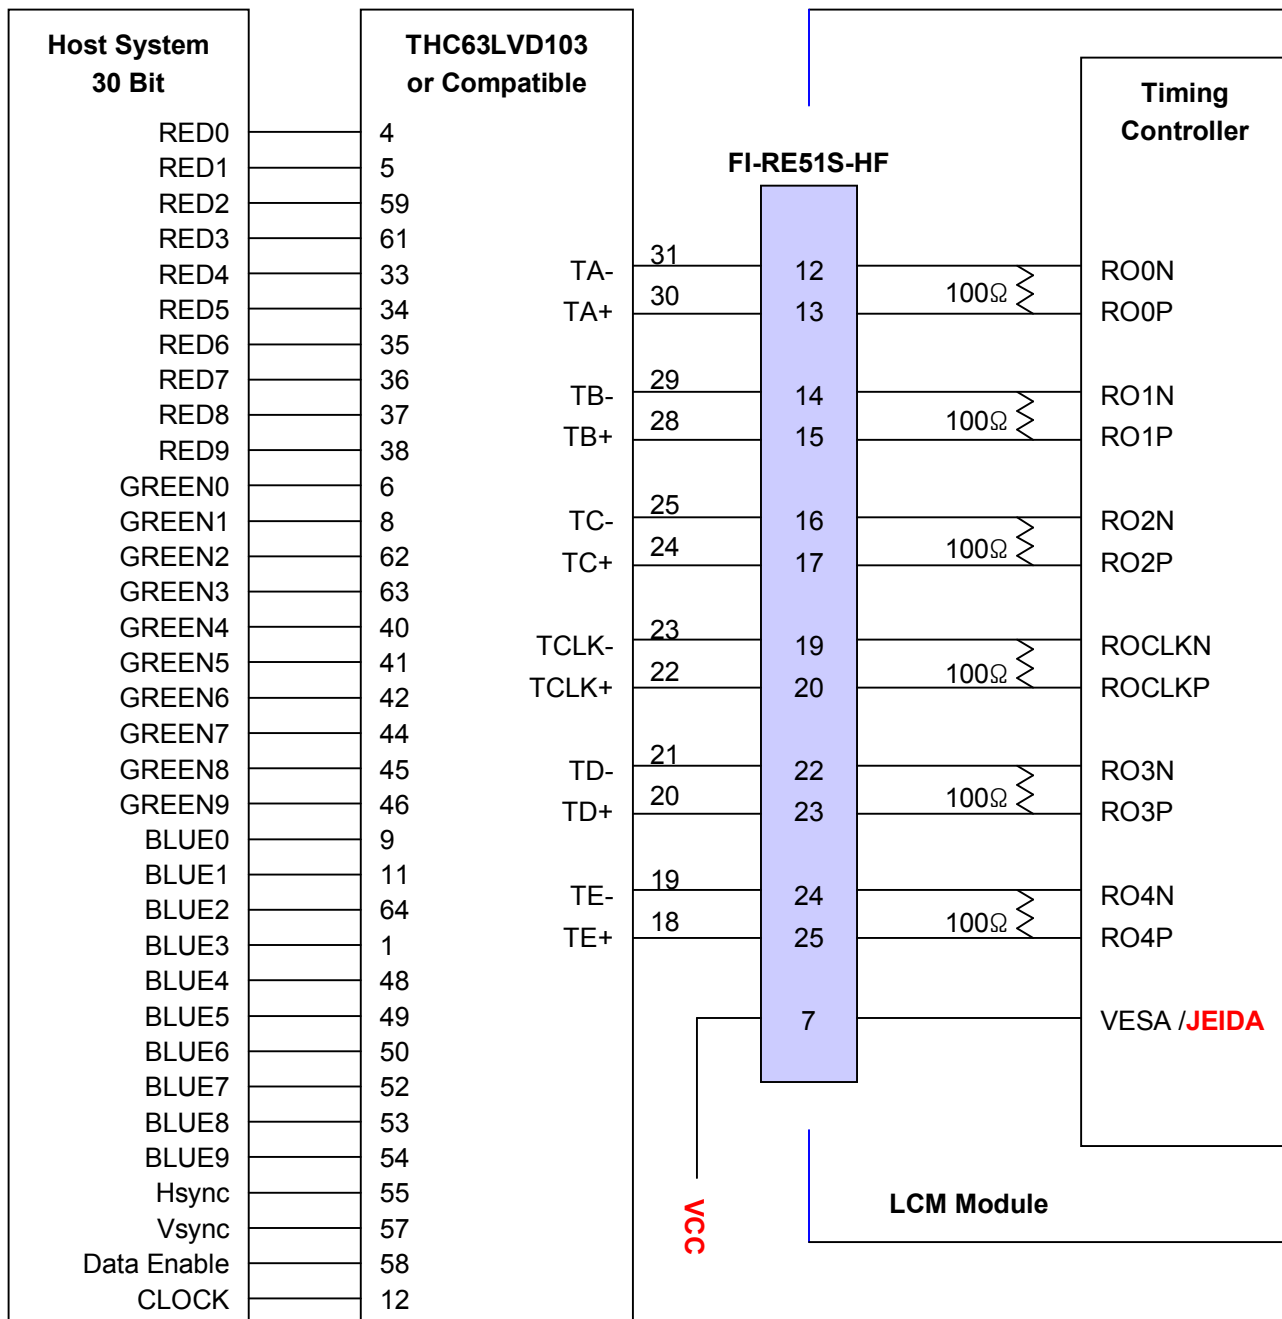 Host System
30 Bit
THC63LVD103
or Compatible
Timing
Controller
FI-RE51S-HF
RED0 4
RED1 5
RED2 59
RED3 61
RED4 33
RED5 34
RED6 35
RED7 36
RED8 37
RED9 38
GREEN0 6
GREEN1 8
GREEN2 62
GREEN3 63
GREEN4 40
GREEN5 41
GREEN6 42
GREEN7 44
GREEN8 45
GREEN9 46
BLUE0 9
BLUE1 11
BLUE2 64
BLUE3 1
BLUE4 48
BLUE5 49
BLUE6 50
BLUE7 52
BLUE8 53
BLUE9 54
Hsync 55
Vsync 57
Data Enable 58
CLOCK 12
TA- 31 12 RO0N
100Ω
TA+ 30 13 RO0P
TB- 29 14 RO1N
100Ω
TB+ 28 15 RO1P
TC- 25 16 RO2N
100Ω
TC+ 24 17 RO2P
TCLK- 23 19 ROCLKN
100Ω
TCLK+ 22 20 ROCLKP
TD- 21 22 RO3N
100Ω
TD+ 20 23 RO3P
TE- 19 24 RO4N
100Ω
TE+ 18 25 RO4P
7 VESA /JEIDA
VCC
LCM Module